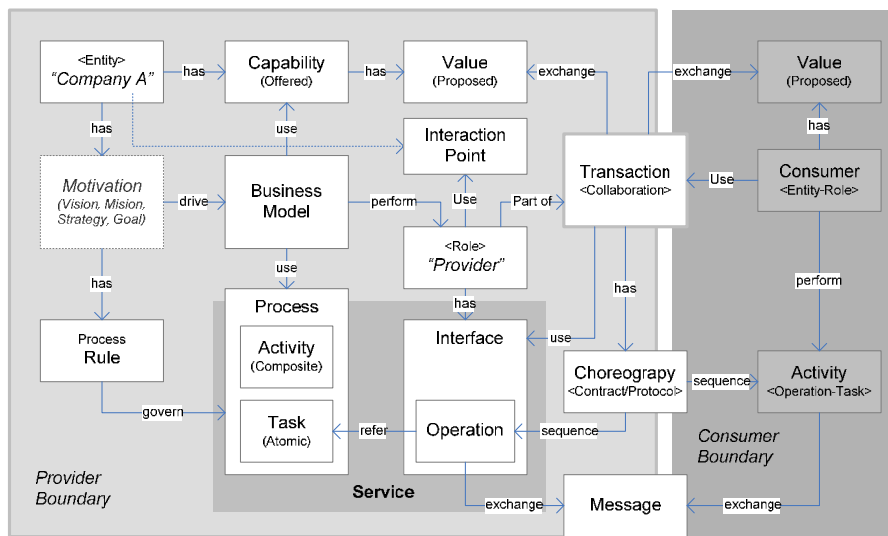 <Entity>
“Company A”
has
Capability
(Offered)
has
Value
(Proposed)
exchange
exchange
Value
(Proposed)
has
use
Interaction
Point
has
Motivation
(Vision, Mision,
Strategy, Goal)
drive
Business
Model
perform
Use
<Role>
“Provider”
Part of
Transaction
<Collaboration>
Use
Consumer
<Entity-Role>
has
use
has
has
perform
Process
Rule
govern
Process
Activity
(Composite)
Task
(Atomic)
refer
Interface
Operation
use
sequence
Choreograpy
<Contract/Protocol>
sequence
Activity
<Operation-Task>
Consumer
Boundary
Provider
Boundary
Service
exchange
Message
exchange